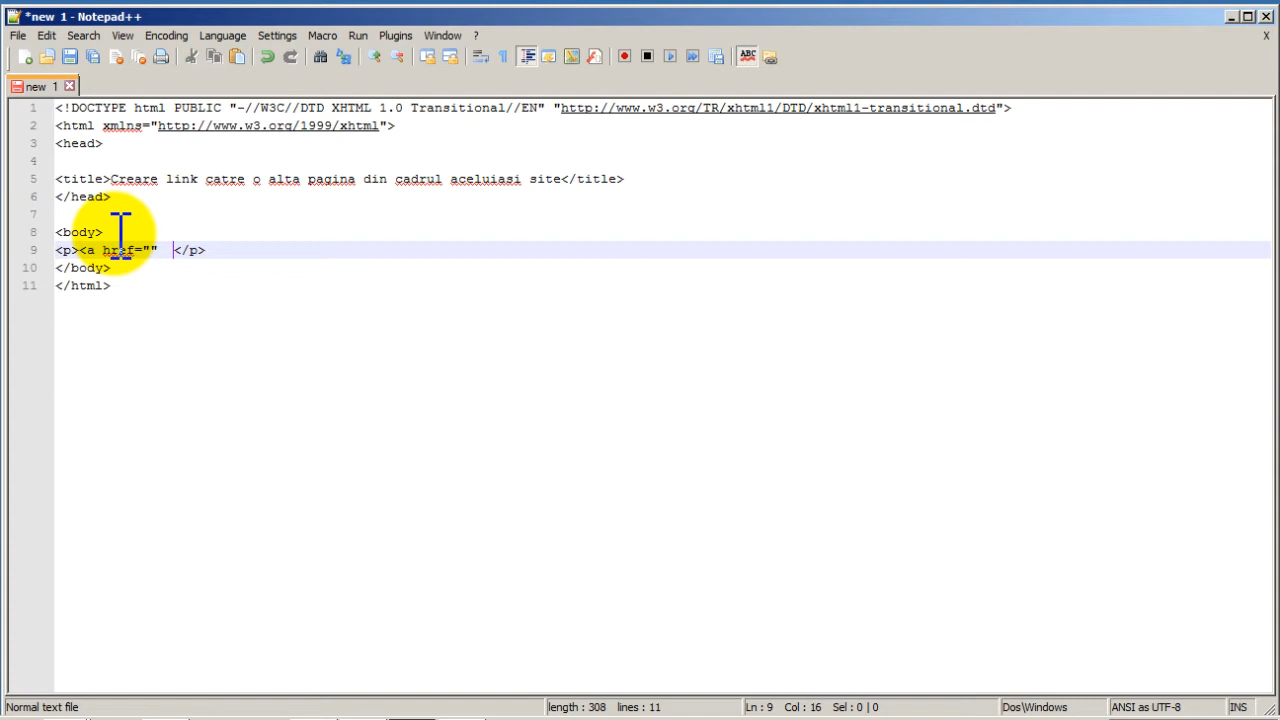 *new 1 - Notepad++
File Edit Search View Encoding Language Settings Macro Run Plugins Window ? X
ABC
new 1
1 <!DOCTYPE html PUBLIC "-//W3C//DTD XHTML 1.0 Transitional//EN" "http://www.w3.org/TR/xhtml1/DTD/xhtml1-transitional.dtd">
2 <html xmlns="http://www.w3.org/1999/xhtml">
3 <head>
4
5 <title>Creare link catre o alta pagina din cadrul aceluiasi site</title>
6 </head>
7
8 <body>
9 <p><a href="" </p>
10 </body>
11 </html>
Normal text file length : 308 lines : 11 Ln : 9 Col : 16 Sel : 0 | 0 Dos\Windows ANSI as UTF-8 INS